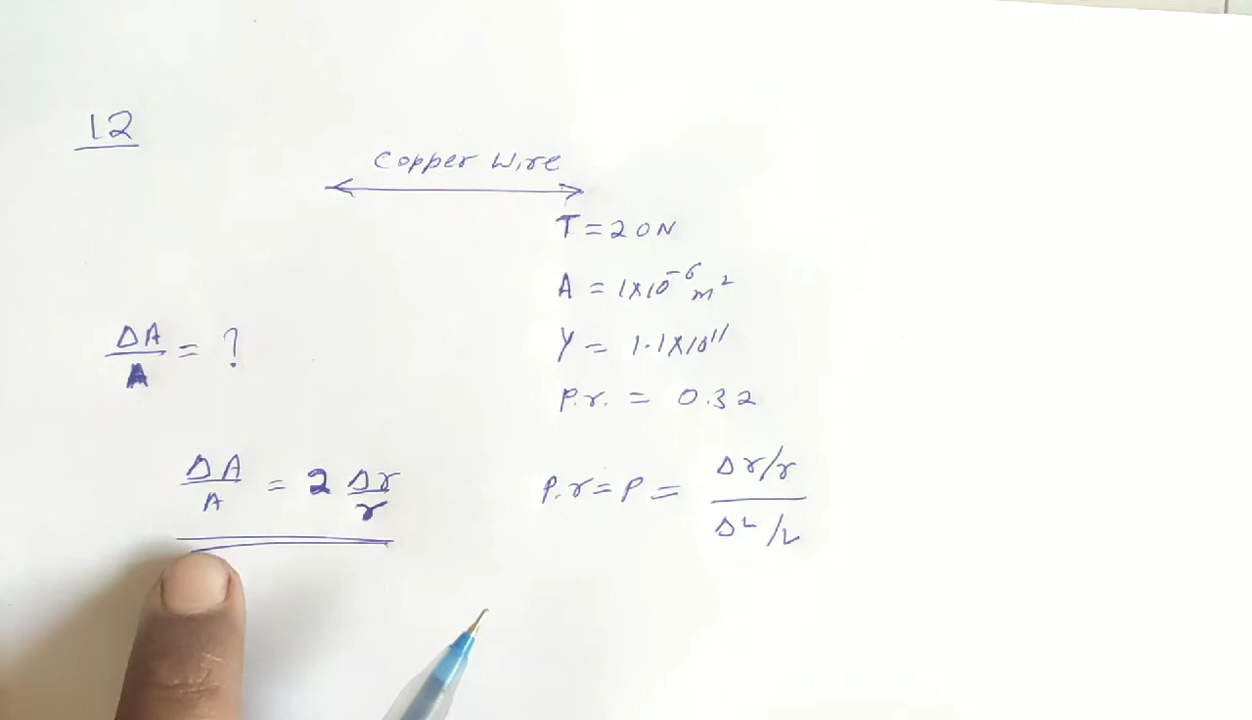 12
Copper Wire
T = 20N
A = 1×10⁻⁶ m²
ΔA/A = ?
Y = 1.1×10¹¹
P.r. = 0.32
ΔA/A = 2 Δr/r
P.r = P = Δr/r / ΔL/L